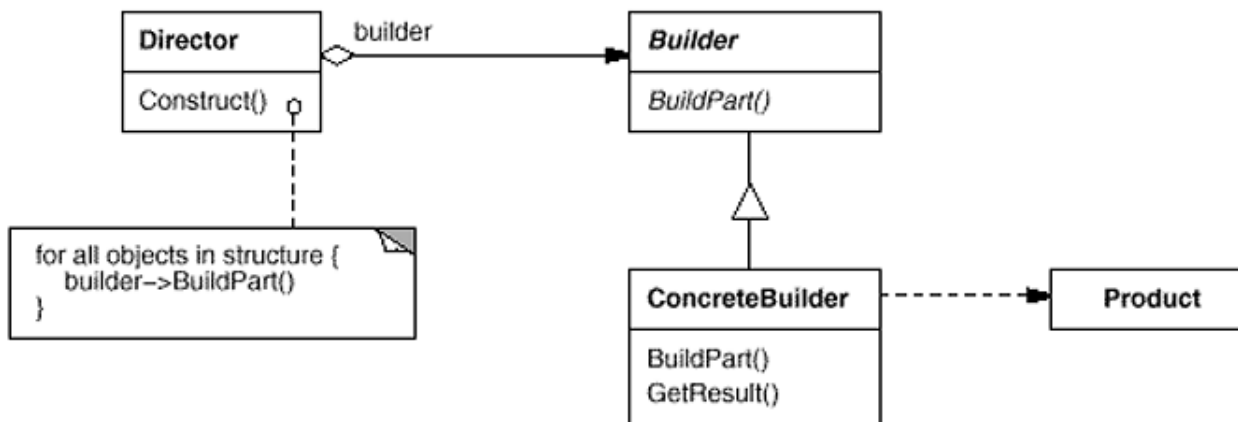 Director
Construct()
builder
Builder
BuildPart()
for all objects in structure {
builder–>BuildPart()
}
ConcreteBuilder
BuildPart()
GetResult()
Product